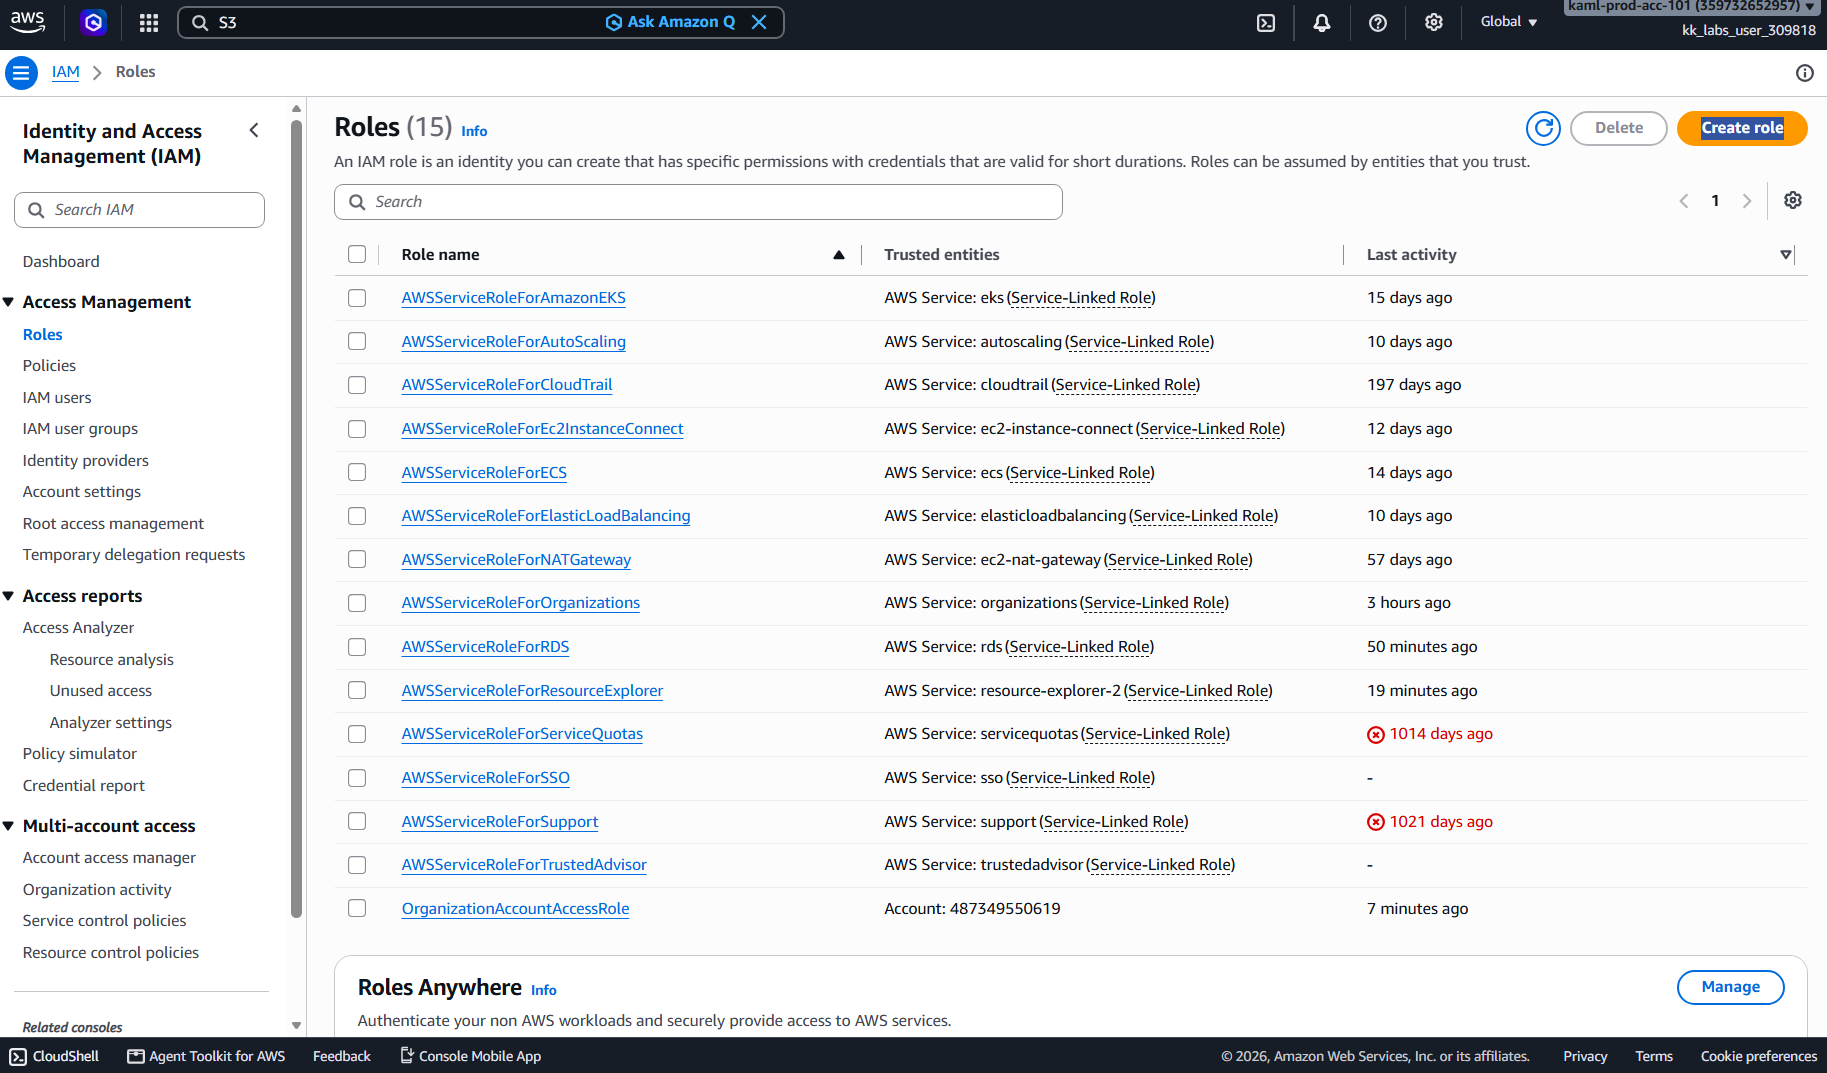 aws
S3
Ask Amazon Q
Global
kaml-prod-acc-101 (359732652957)
kk_labs_user_309818
IAM
Roles
Identity and Access
Management (IAM)
Search IAM
Dashboard
Access Management
Roles
Policies
IAM users
IAM user groups
Identity providers
Account settings
Root access management
Temporary delegation requests
Access reports
Access Analyzer
Resource analysis
Unused access
Analyzer settings
Policy simulator
Credential report
Multi-account access
Account access manager
Organization activity
Service control policies
Resource control policies
Related consoles
Roles (15) Info
Delete
Create role
An IAM role is an identity you can create that has specific permissions with credentials that are valid for short durations. Roles can be assumed by entities that you trust.
Search
1
Role name Trusted entities Last activity
AWSServiceRoleForAmazonEKS AWS Service: eks (Service-Linked Role) 15 days ago
AWSServiceRoleForAutoScaling AWS Service: autoscaling (Service-Linked Role) 10 days ago
AWSServiceRoleForCloudTrail AWS Service: cloudtrail (Service-Linked Role) 197 days ago
AWSServiceRoleForEc2InstanceConnect AWS Service: ec2-instance-connect (Service-Linked Role) 12 days ago
AWSServiceRoleForECS AWS Service: ecs (Service-Linked Role) 14 days ago
AWSServiceRoleForElasticLoadBalancing AWS Service: elasticloadbalancing (Service-Linked Role) 10 days ago
AWSServiceRoleForNATGateway AWS Service: ec2-nat-gateway (Service-Linked Role) 57 days ago
AWSServiceRoleForOrganizations AWS Service: organizations (Service-Linked Role) 3 hours ago
AWSServiceRoleForRDS AWS Service: rds (Service-Linked Role) 50 minutes ago
AWSServiceRoleForResourceExplorer AWS Service: resource-explorer-2 (Service-Linked Role) 19 minutes ago
AWSServiceRoleForServiceQuotas AWS Service: servicequotas (Service-Linked Role) 1014 days ago
AWSServiceRoleForSSO AWS Service: sso (Service-Linked Role) -
AWSServiceRoleForSupport AWS Service: support (Service-Linked Role) 1021 days ago
AWSServiceRoleForTrustedAdvisor AWS Service: trustedadvisor (Service-Linked Role) -
OrganizationAccountAccessRole Account: 487349550619 7 minutes ago
Roles Anywhere Info
Manage
Authenticate your non AWS workloads and securely provide access to AWS services.
CloudShell Agent Toolkit for AWS Feedback Console Mobile App © 2026, Amazon Web Services, Inc. or its affiliates. Privacy Terms Cookie preferences